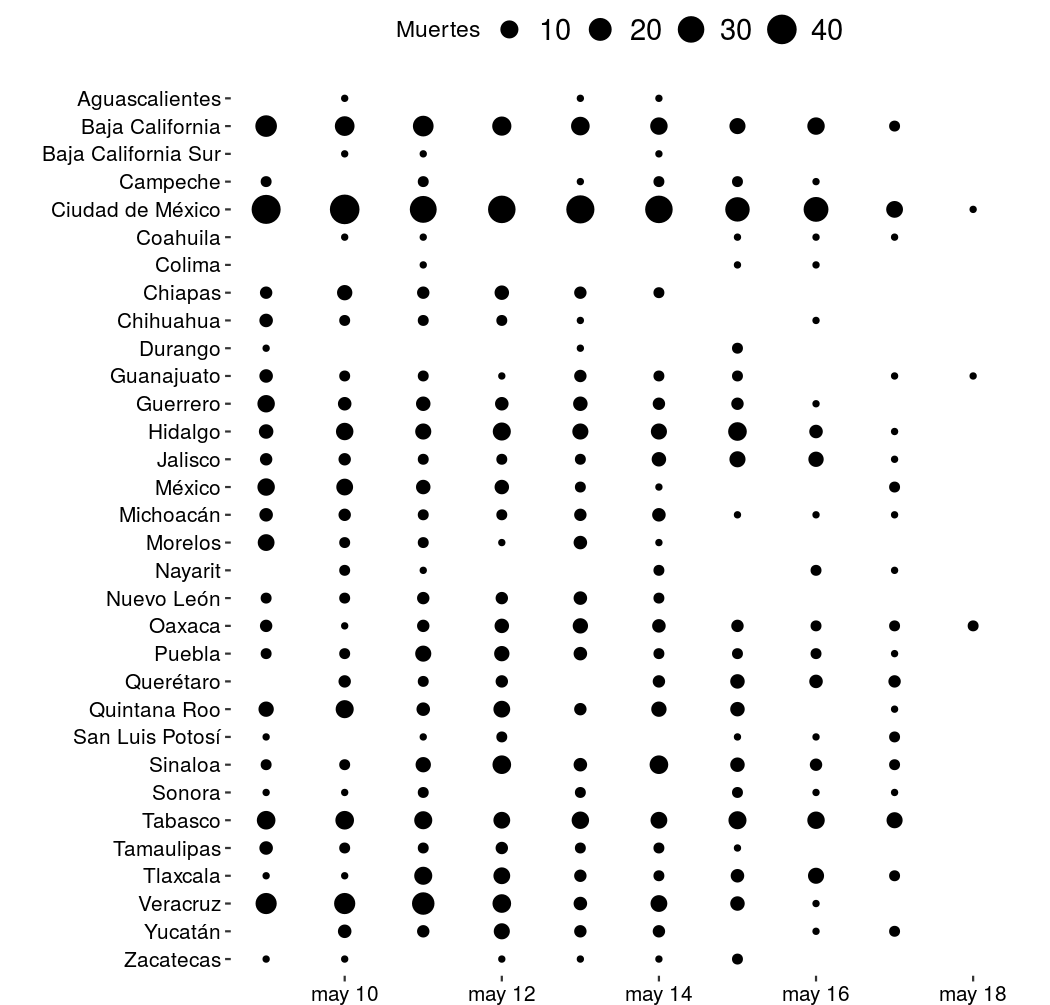 Muertes 10 20 30 40
Aguascalientes
Baja California
Baja California Sur
Campeche
Ciudad de México
Coahuila
Colima
Chiapas
Chihuahua
Durango
Guanajuato
Guerrero
Hidalgo
Jalisco
México
Michoacán
Morelos
Nayarit
Nuevo León
Oaxaca
Puebla
Querétaro
Quintana Roo
San Luis Potosí
Sinaloa
Sonora
Tabasco
Tamaulipas
Tlaxcala
Veracruz
Yucatán
Zacatecas
may 10 may 12 may 14 may 16 may 18